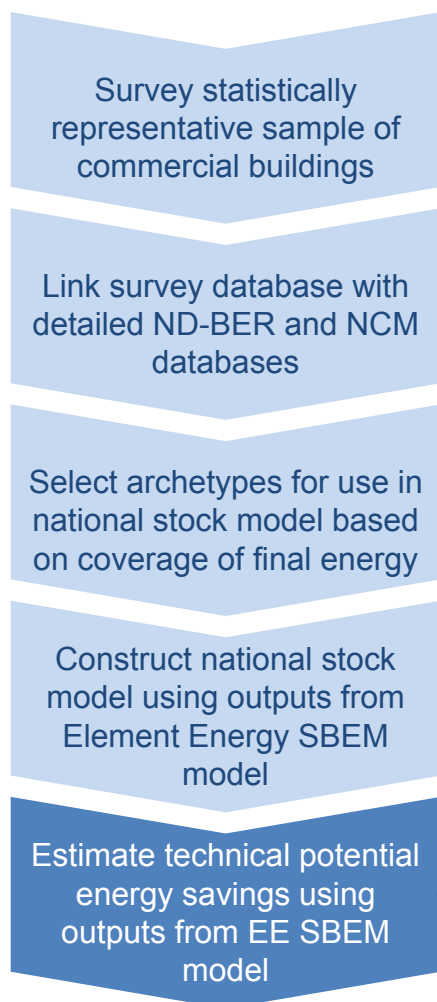 Survey statistically
representative sample of
commercial buildings
Link survey database with
detailed ND-BER and NCM
databases
Select archetypes for use in
national stock model based
on coverage of final energy
Construct national stock
model using outputs from
Element Energy SBEM
model
Estimate technical potential
energy savings using
outputs from EE SBEM
model